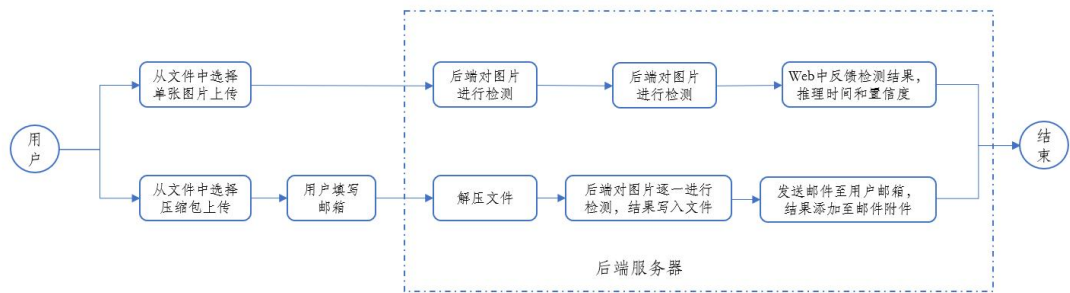 用
户
从文件中选择
单张图片上传
后端对图片
进行检测
后端对图片
进行检测
Web中反馈检测结果，
推理时间和置信度
从文件中选择
压缩包上传
用户填写
邮箱
解压文件
后端对图片逐一进行
检测，结果写入文件
发送邮件至用户邮箱，
结果添加至邮件附件
结
束
后端服务器